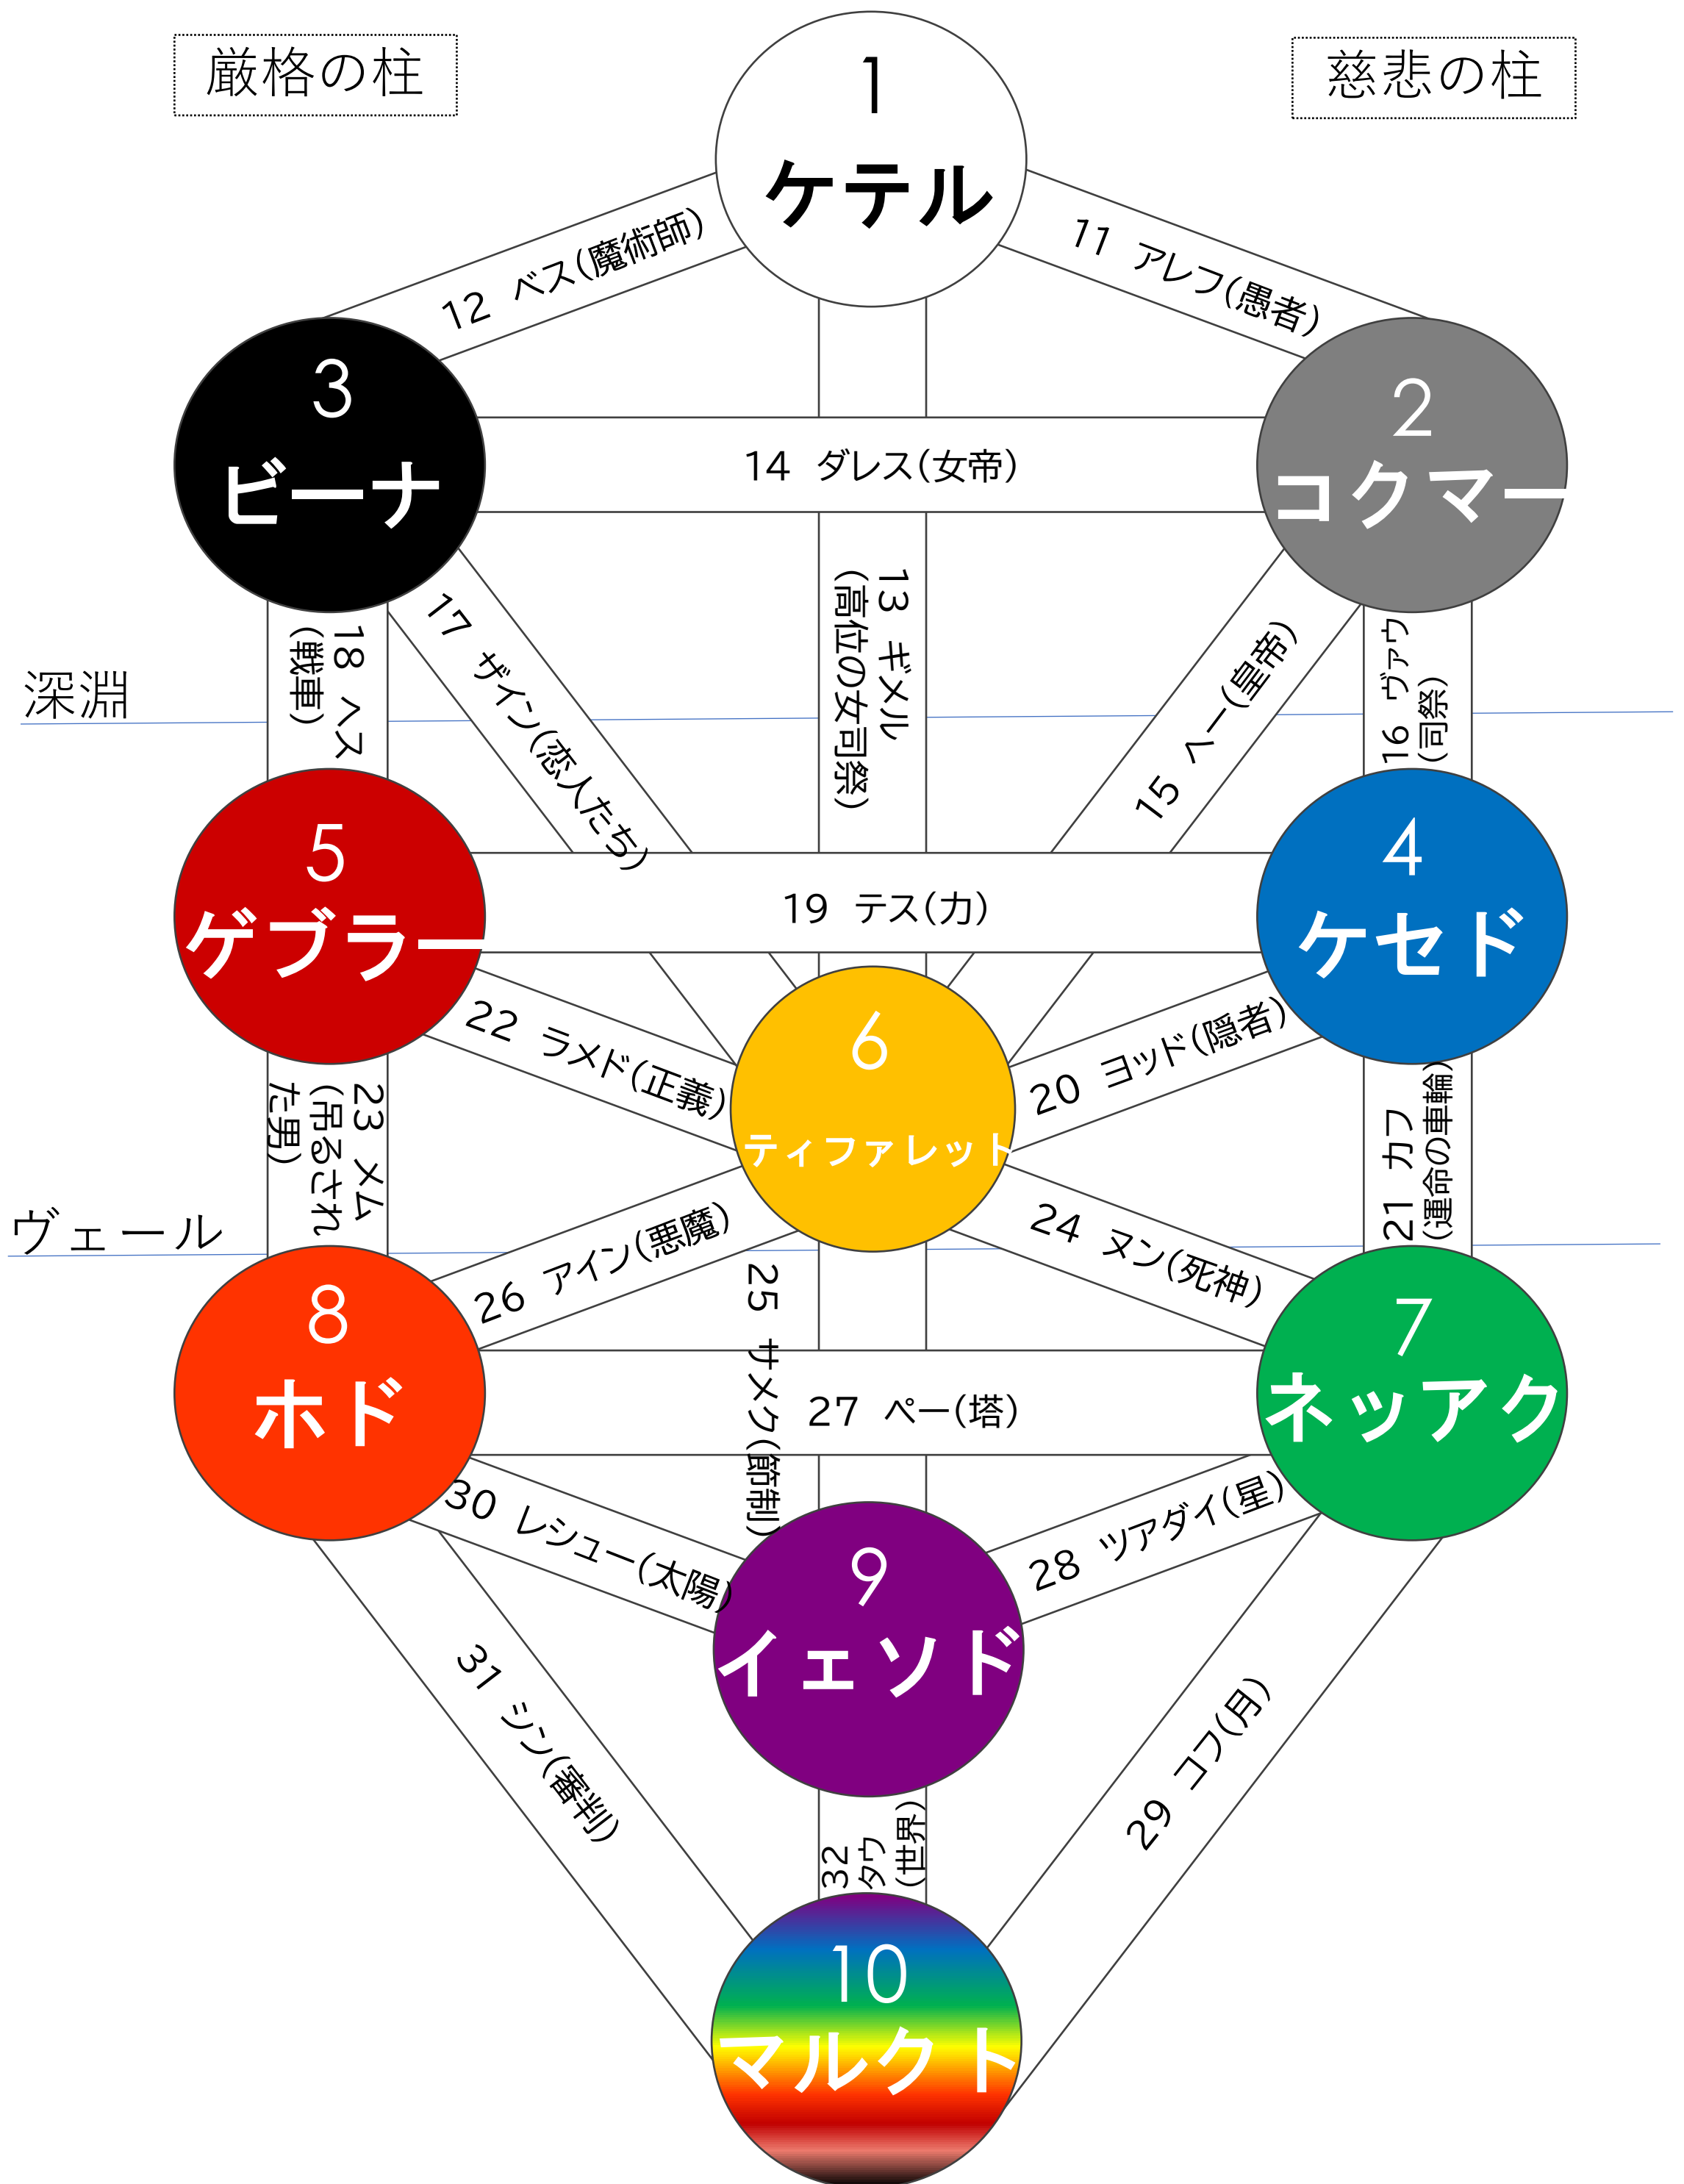 厳格の柱
慈悲の柱
1
ケテル
12 ベス(魔術師)
11 アレフ(愚者)
3
ビーナ
2
コクマー
14 ダレス(女帝)
13 ギメル
(高位の女司祭)
18 ヘス
(戦車)
17 ザイン(恋人たち)
15 ヘー(皇帝)
16 ヴァウ
(司祭)
深淵
5
ゲブラー
4
ケセド
19 テス(力)
22 ラメド(正義)
20 ヨッド(隠者)
6
ティファレット
23 メム
(吊るされ
た男)
21 カフ
(運命の車輪)
ヴェール
26 アイン(悪魔)
24 ヌン(死神)
25 サメク(節制)
8
ホド
7
ネッアク
27 ペー(塔)
30 レシュー(太陽)
28 ツアダイ(星)
9
イェソド
31 シン(審判)
29 コフ(月)
32
タウ
(世界)
10
マルクト